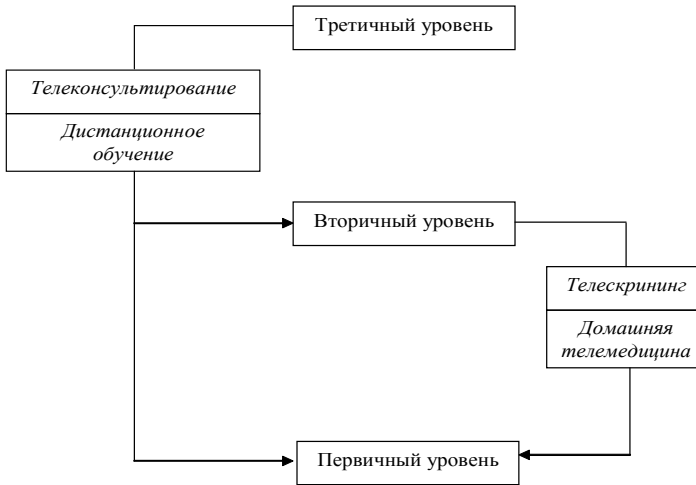 Третичный уровень
Телеконсультирование
Дистанционное
обучение
Вторичный уровень
Телескрининг
Домашняя
телемедицина
Первичный уровень